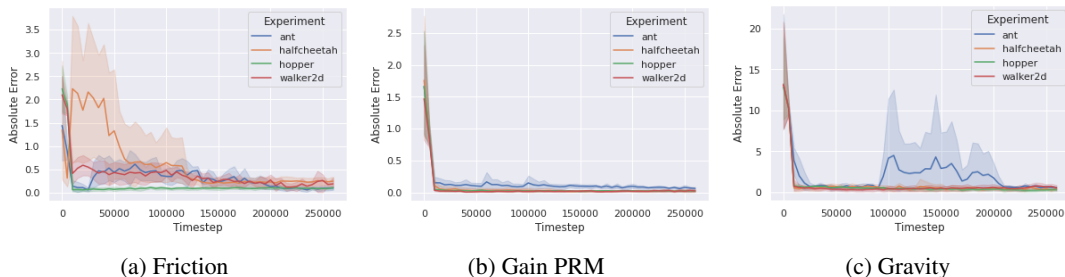 3.5
3.0
2.5
2.0
1.5
1.0
0.5
0.0
Absolute Error
0 50000 100000 150000 200000 250000
Timestep
Experiment
ant
halfcheetah
hopper
walker2d
(a) Friction
2.5
2.0
1.5
1.0
0.5
0.0
Absolute Error
0 50000 100000 150000 200000 250000
Timestep
Experiment
ant
halfcheetah
hopper
walker2d
(b) Gain PRM
20
15
10
5
0
Absolute Error
0 50000 100000 150000 200000 250000
Timestep
Experiment
ant
halfcheetah
hopper
walker2d
(c) Gravity